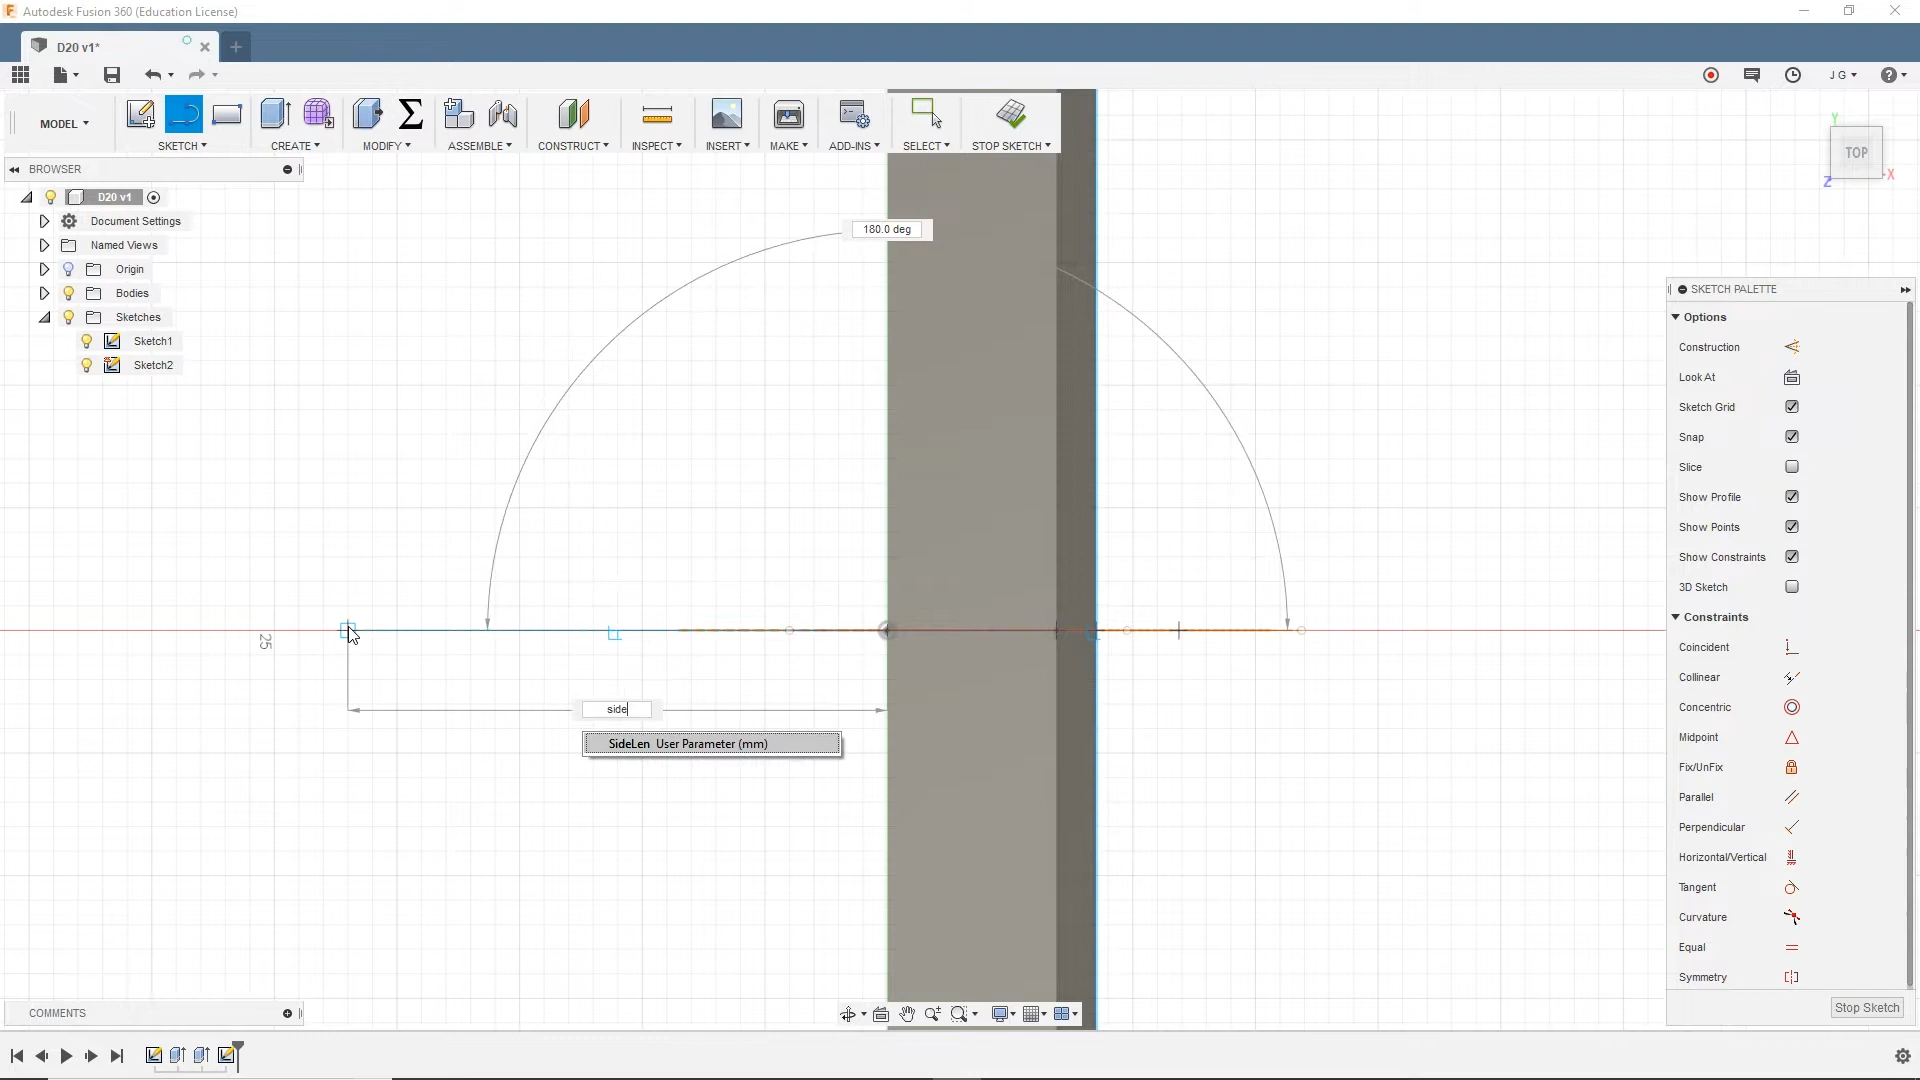 Autodesk Fusion 360 (Education License)
D20 v1*
J G
MODEL
SKETCH
CREATE
MODIFY
ASSEMBLE
CONSTRUCT
INSPECT
INSERT
MAKE
ADD-INS
SELECT
STOP SKETCH
BROWSER
D20 v1
Document Settings
Named Views
Origin
Bodies
Sketches
Sketch1
Sketch2
180.0 deg
25
side
SideLen User Parameter (mm)
Y
TOP
X
Z
SKETCH PALETTE
Options
Construction
Look At
Sketch Grid
Snap
Slice
Show Profile
Show Points
Show Constraints
3D Sketch
Constraints
Coincident
Collinear
Concentric
Midpoint
Fix/UnFix
Parallel
Perpendicular
Horizontal/Vertical
Tangent
Curvature
Equal
Symmetry
Stop Sketch
COMMENTS